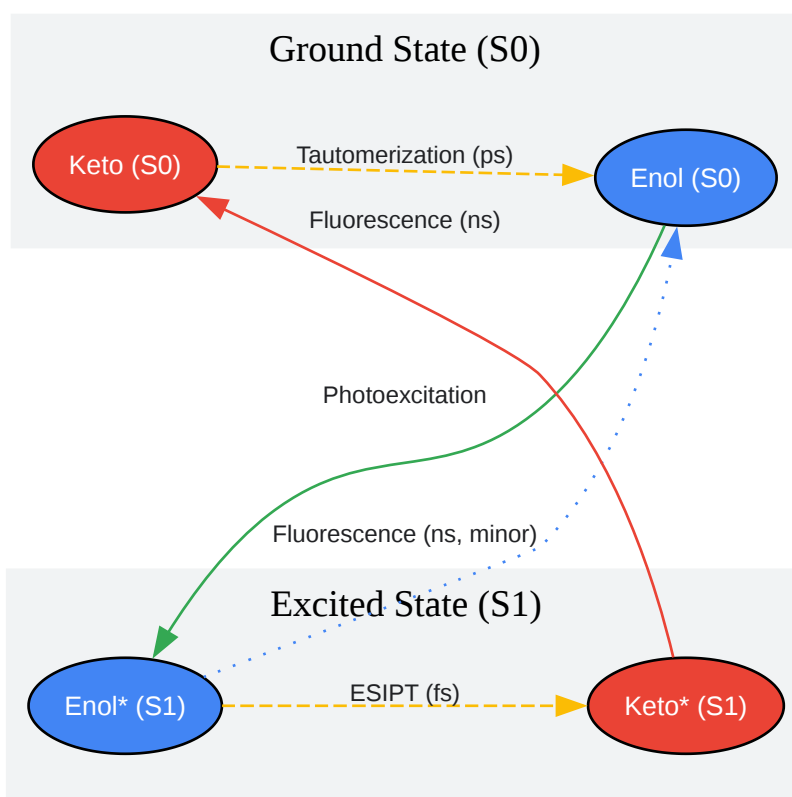 Ground State (S0)
Keto (S0)
Tautomerization (ps)
Enol (S0)
Fluorescence (ns)
Photoexcitation
Fluorescence (ns, minor)
Excited State (S1)
Enol* (S1)
ESIPT (fs)
Keto* (S1)